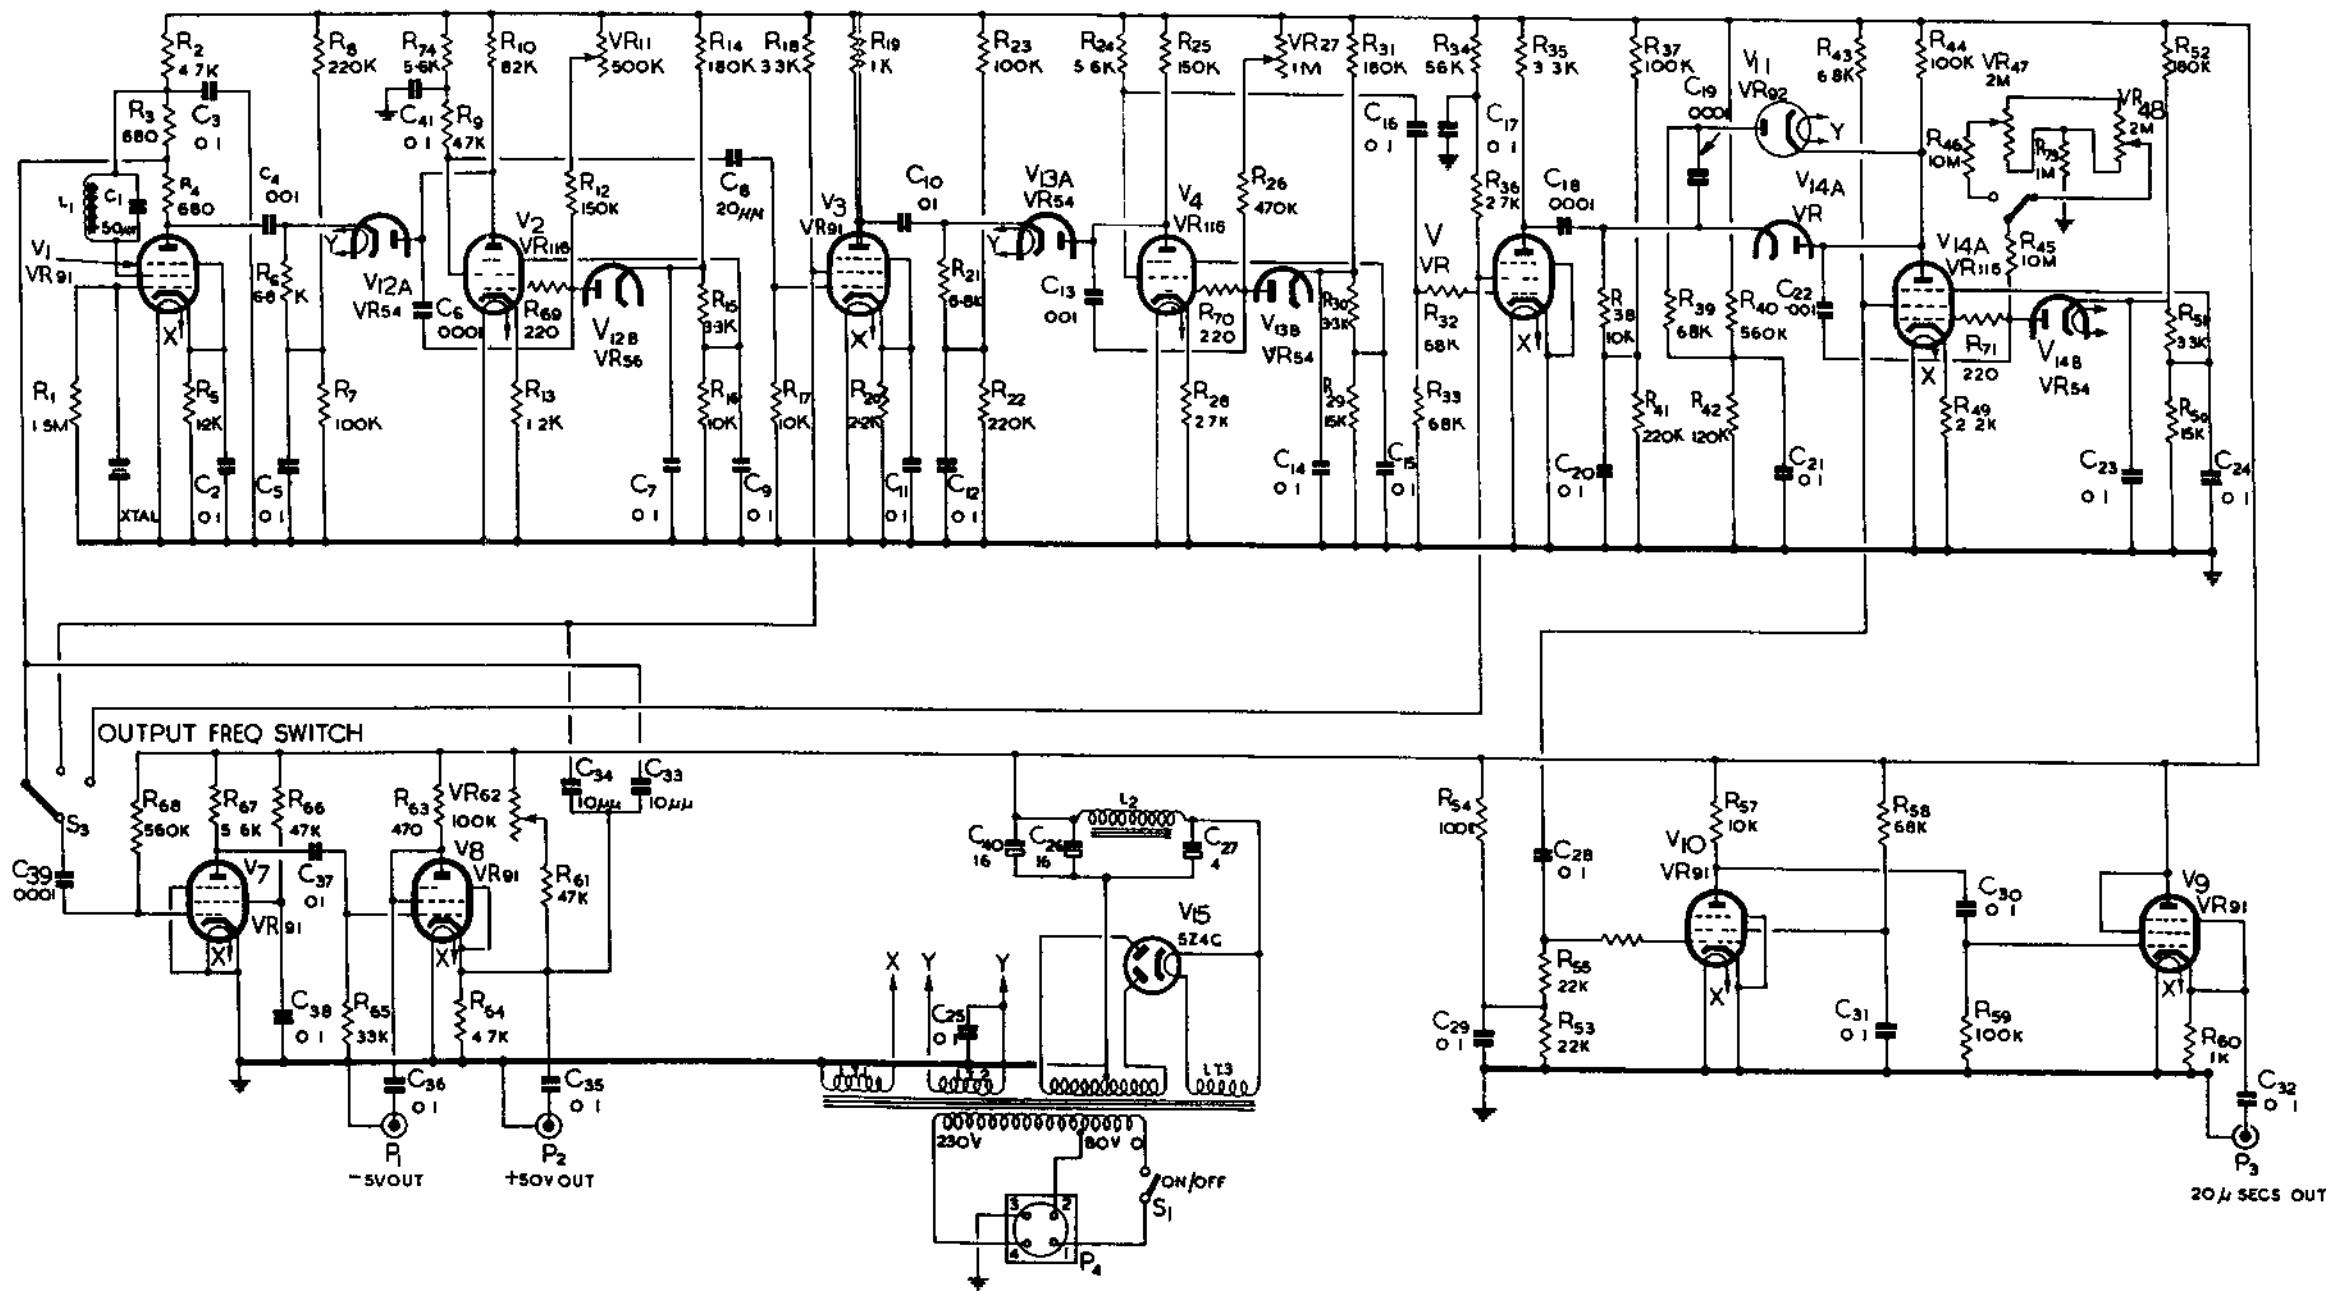 R2
4.7K
R8
220K
R74
5.6K
R10
82K
VR11
500K
R14
180K
R18
33K
R19
1K
R23
100K
R24
5.6K
R25
150K
VR27
1M
R31
180K
R34
56K
R35
3.3K
R37
100K
V11
VR92
R43
68K
R44
100K
VR47
2M
VR48
2M
R52
180K
R3
680
C3
0 1
C41
0 1
R9
47K
C16
0 1
C17
0 1
C19
0001
Y
R46
10M
R75
1M
L1
C1
50μμF
R4
680
C4
001
R12
150K
C8
20μμ
V3
VR91
C10
01
V13A
VR54
V4
VR116
R26
470K
R36
2.7K
C18
0001
V14A
VR
V1
VR91
R6
6.8 K
Y
V12A
VR54
V2
VR116
C6
0001
R69
220
V12B
VR56
R15
33K
R21
6.8K
Y
C13
001
R70
220
V13B
VR54
R30
33K
V
VR
R32
68K
R38
10K
R39
68K
R40
560K
C22
·001
V14A
VR116
R45
10M
R71
220
V14B
VR54
R51
33K
X
X
X
X
R1
1.5M
R5
12K
R7
100K
R13
1 2K
R16
10K
R17
10K
R20
2·2K
R22
220K
R28
2 7K
R29
15K
R33
68K
R41
220K
R42
120K
R49
2 2K
R50
15K
XTAL
C2
0 1
C5
0 1
C7
0 1
C9
0 1
C11
0 1
C12
0 1
C14
0 1
C15
0 1
C20
0 1
C21
0 1
C23
0 1
C24
0 1
OUTPUT FREQ SWITCH
S3
R68
560K
R67
5 6K
R66
47K
R63
470
VR62
100K
C34
10μμ
C33
10μμ
L2
C40
16
C26
16
C27
4
R54
100K
C28
0 1
V10
VR91
R57
10K
R58
68K
C39
0001
V7
VR91
C37
01
V8
VR91
R61
47K
V15
5Z4G
C30
0 1
V9
VR91
X
X
X
Y
Y
X
X
C38
0 1
R65
33K
R64
4 7K
C25
0 1
C29
0 1
R55
22K
R53
22K
C31
0 1
R59
100K
R60
1K
LT3
C36
0 1
C35
0 1
C32
0 1
230V
80V
0
P1
-5VOUT
P2
+50V OUT
ON/OFF
S1
3
2
4
1
P4
P3
20μ SECS OUT